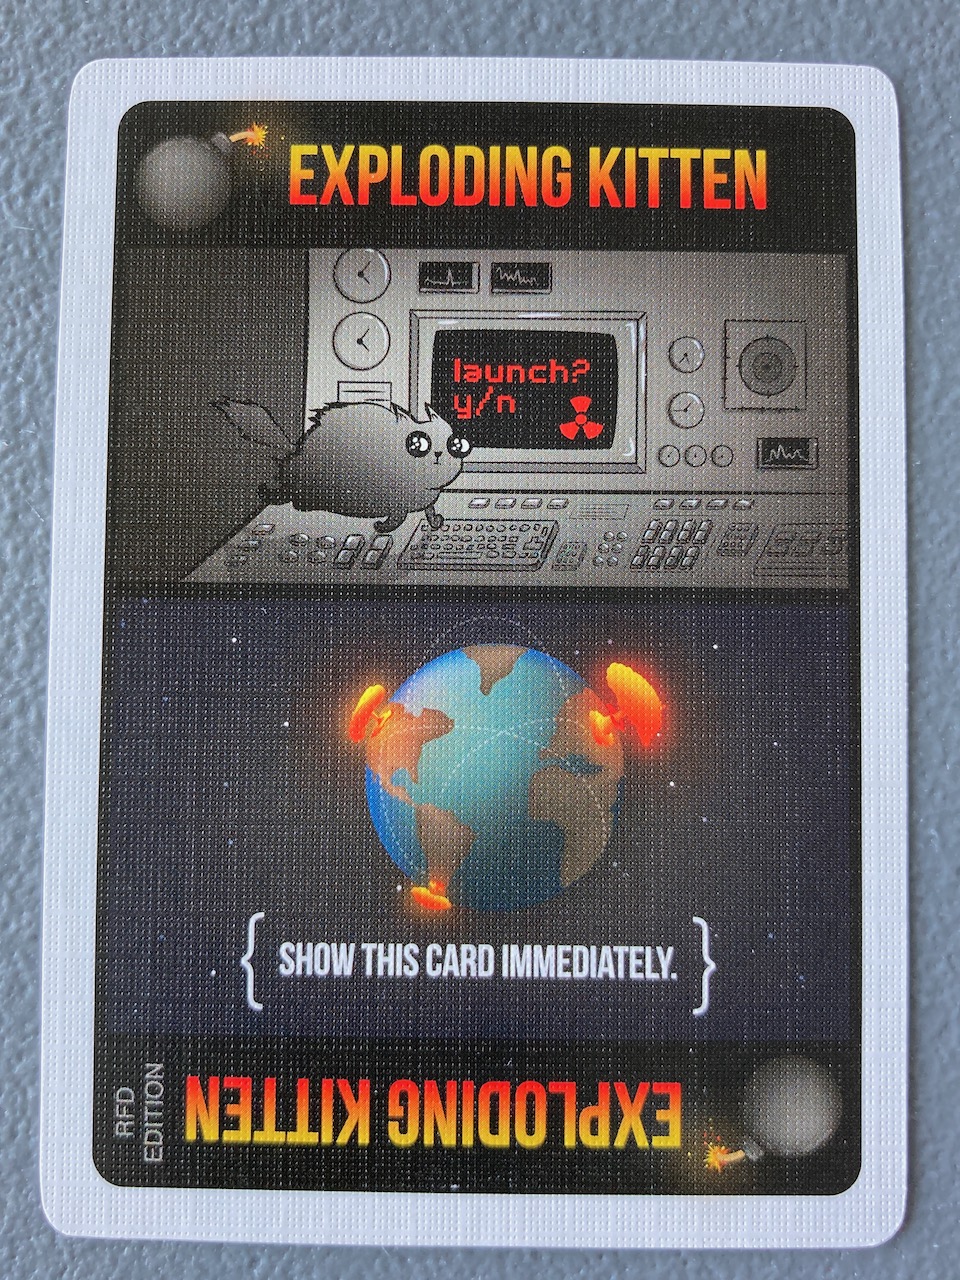 EXPLODING KITTEN
launch?
y/n
{ SHOW THIS CARD IMMEDIATELY. }
RFD
EDITION
EXPLODING KITTEN